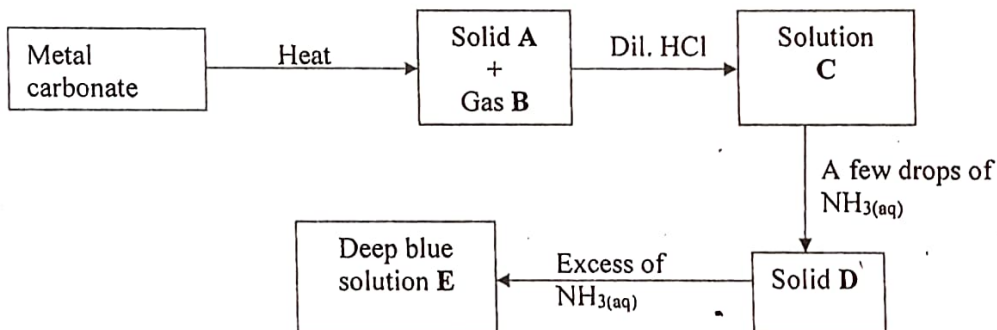 Metal
carbonate
Heat
Solid A
+
Gas B
Dil. HCl
Solution
C
A few drops of
NH3(aq)
Solid D
Excess of
NH3(aq)
Deep blue
solution E